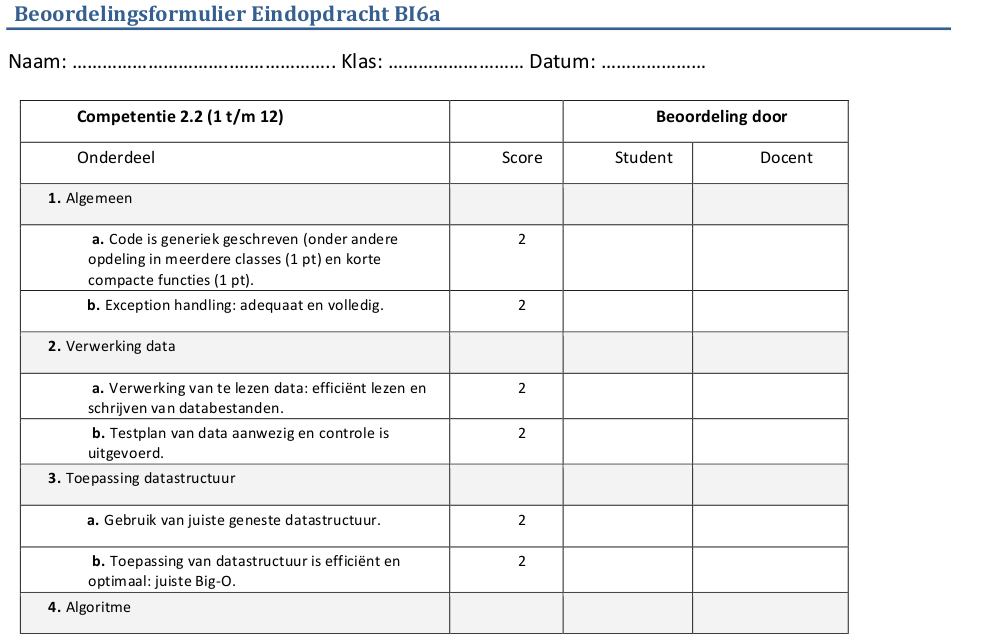 Beoordelingsformulier Eindopdracht BI6a
Naam: ………………………..…………….. Klas: ……………………… Datum: …………………
Competentie 2.2 (1 t/m 12) Beoordeling door
Onderdeel Score Student Docent
1. Algemeen
a. Code is generiek geschreven (onder andere 2
opdeling in meerdere classes (1 pt) en korte
compacte functies (1 pt).
b. Exception handling: adequaat en volledig. 2
2. Verwerking data
a. Verwerking van te lezen data: efficiënt lezen en 2
schrijven van databestanden.
b. Testplan van data aanwezig en controle is 2
uitgevoerd.
3. Toepassing datastructuur
a. Gebruik van juiste geneste datastructuur. 2
b. Toepassing van datastructuur is efficiënt en 2
optimaal: juiste Big-O.
4. Algoritme